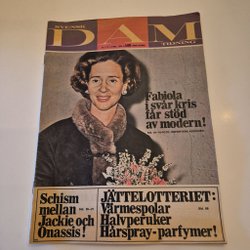 SVENSK
DAM
TIDNING
Fabiola
i svår kris
får stöd
av modern!
Schism
mellan
Jackie och
Onassis!
JÄTTELOTTERIET:
Värmespolar
Halvperuker
Hårspray-parfymer!